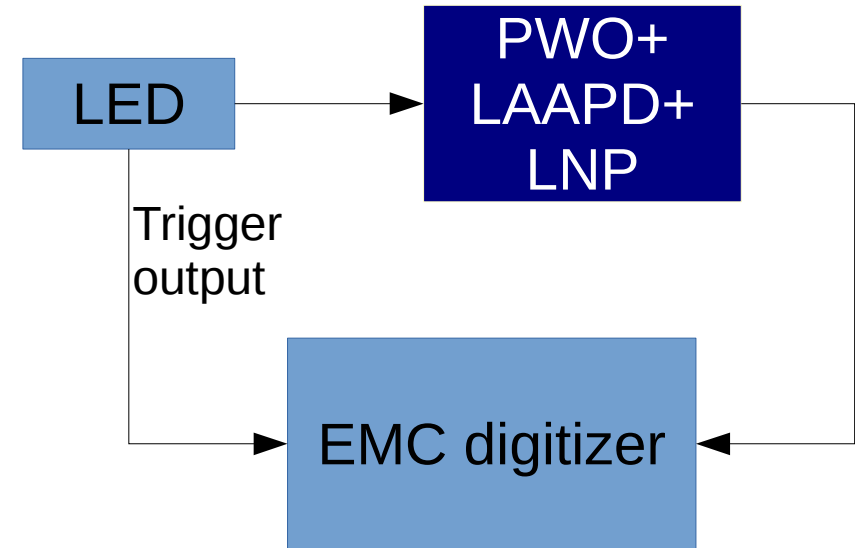 LED
PWO+
LAAPD+
LNP
Trigger
output
EMC digitizer